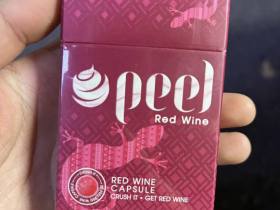 peel
Red Wine
RED WINE
CAPSULE
CRUSH IT • GET RED WINE